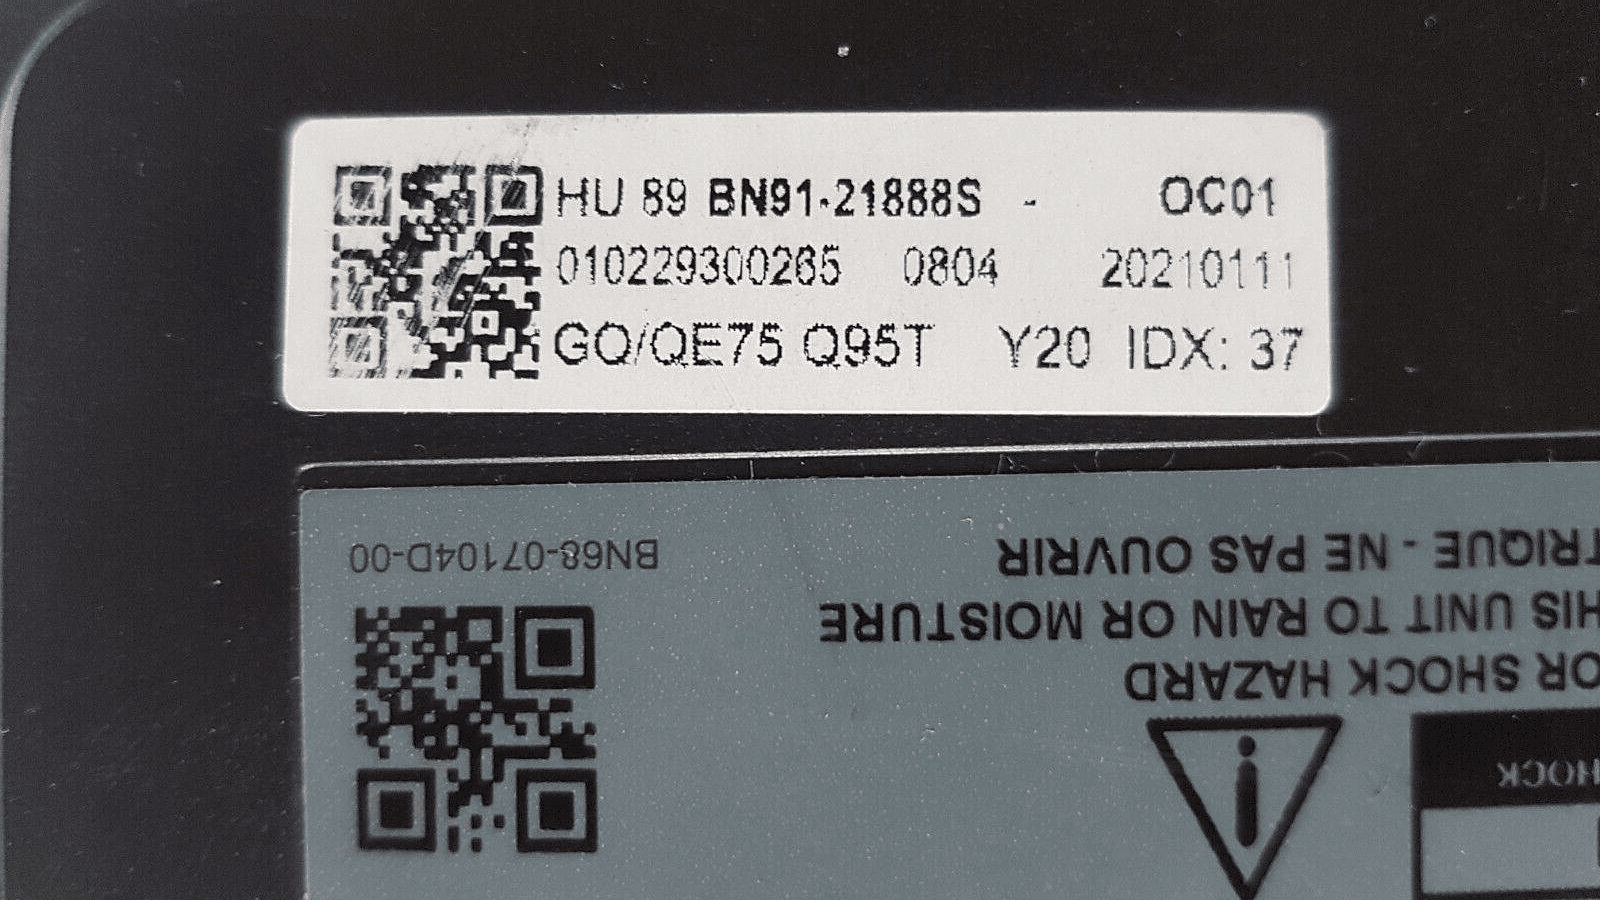 HU 89 BN91-21888S - OC01
010229300265 0804 20210111
GQ/QE75 Q95T Y20 IDX: 37
BN68-07104D-00
OR SHOCK HAZARD
HIS UNIT TO RAIN OR MOISTURE
TRIQUE - NE PAS OUVRIR